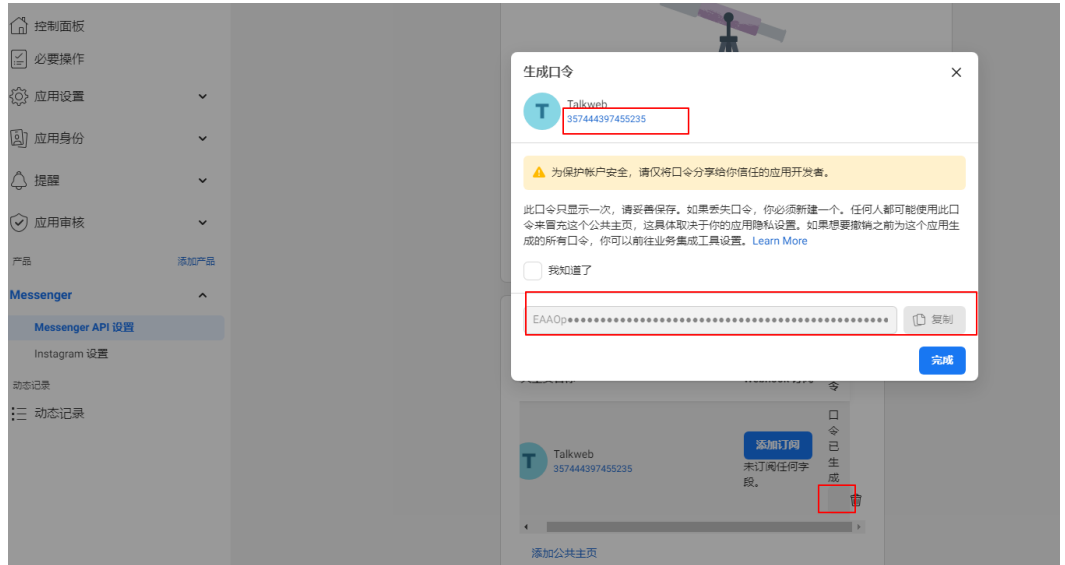 控制面板
必要操作
应用设置
应用身份
提醒
应用审核
产品 添加产品
Messenger
Messenger API 设置
Instagram 设置
动态记录
动态记录
生成口令
T
Talkweb
357444397455235
为保护帐户安全，请仅将口令分享给你信任的应用开发者。
此口令只显示一次，请妥善保存。如果丢失口令，你必须新建一个。任何人都可能使用此口
令来冒充这个公共主页，这具体取决于你的应用隐私设置。如果想要撤销之前为这个应用生
成的所有口令，你可以前往业务集成工具设置。Learn More
我知道了
EAAOp••••••••••••••••••••••••••••••••••••••••••••••••• 复制
完成
令
T
Talkweb
357444397455235
添加订阅
未订阅任何字
段。
口
令
已
生
成
添加公共主页